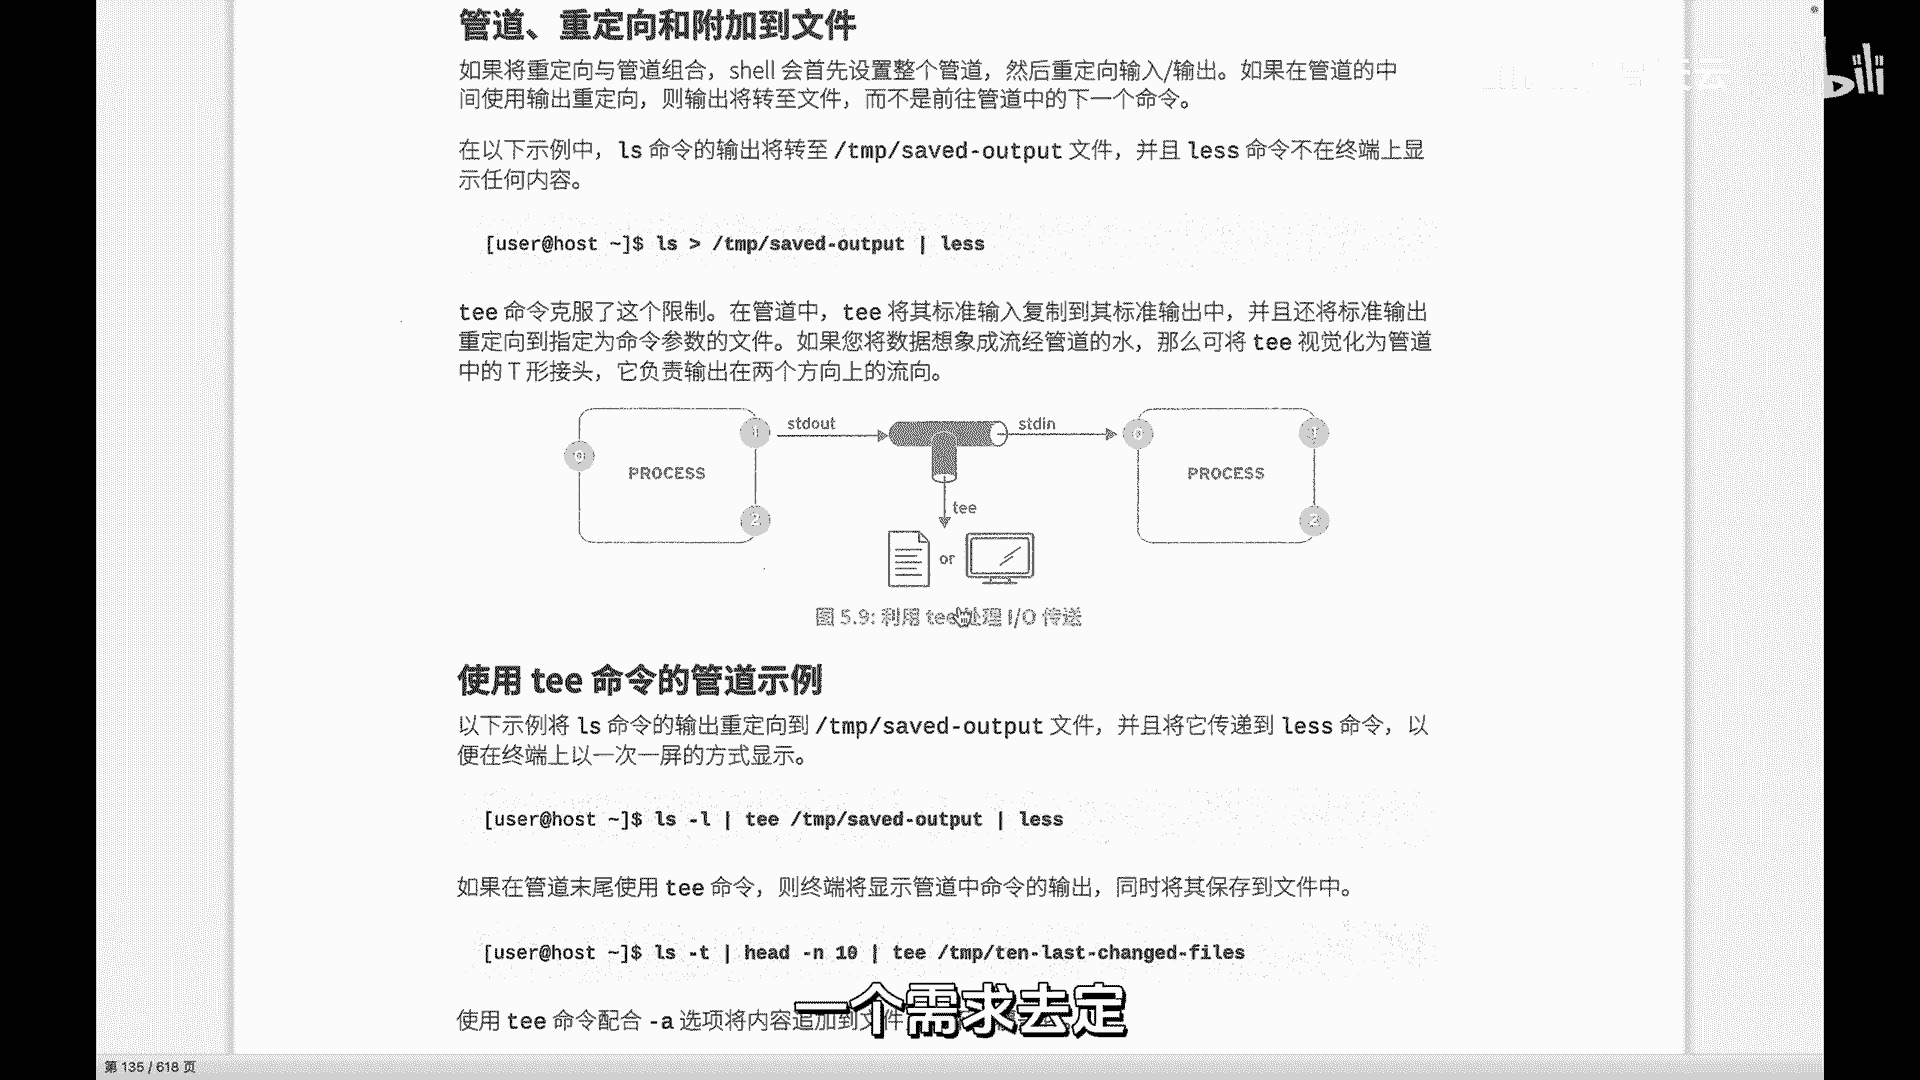 管道、重定向和附加到文件
如果将重定向与管道组合，shell 会首先设置整个管道，然后重定向输入/输出。如果在管道的中
间使用输出重定向，则输出将转至文件，而不是前往管道中的下一个命令。
在以下示例中，ls 命令的输出将转至 /tmp/saved-output 文件，并且 less 命令不在终端上显
示任何内容。
[user@host ~]$ ls > /tmp/saved-output | less
tee 命令克服了这个限制。在管道中，tee 将其标准输入复制到其标准输出中，并且还将标准输出
重定向到指定为命令参数的文件。如果您将数据想象成流经管道的水，那么可将 tee 视觉化为管道
中的 T 形接头，它负责输出在两个方向上的流向。
0 PROCESS 1 2
stdout
stdin
tee
or
0 PROCESS 1 2
图 5.9: 利用 tee 处理 I/O 传送
使用 tee 命令的管道示例
以下示例将 ls 命令的输出重定向到 /tmp/saved-output 文件，并且将它传递到 less 命令，以
便在终端上以一次一屏的方式显示。
[user@host ~]$ ls -l | tee /tmp/saved-output | less
如果在管道末尾使用 tee 命令，则终端将显示管道中命令的输出，同时将其保存到文件中。
[user@host ~]$ ls -t | head -n 10 | tee /tmp/ten-last-changed-files
使用 tee 命令配合 -a 选项将内容追加到文件
一个需求去定
第 135 / 618 页
bili